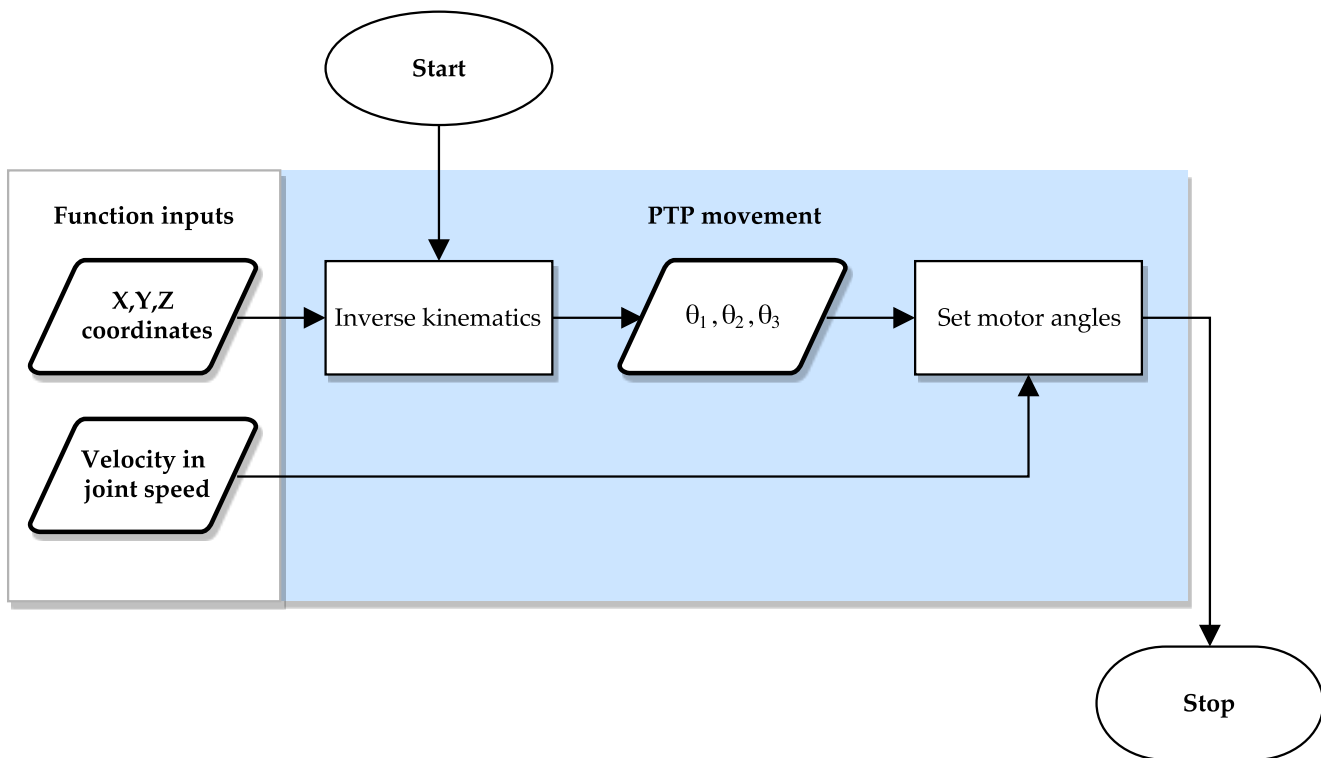 Start
Function inputs
PTP movement
X,Y,Z
coordinates
Inverse kinematics
θ₁, θ₂, θ₃
Set motor angles
Velocity in
joint speed
Stop